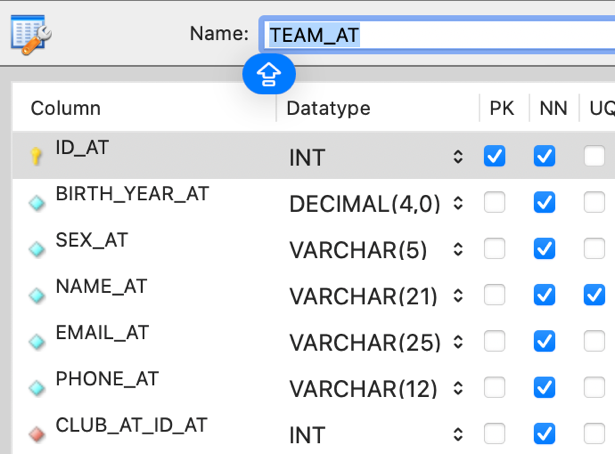 Name: TEAM_AT
Column Datatype PK NN UQ
ID_AT INT
BIRTH_YEAR_AT DECIMAL(4,0)
SEX_AT VARCHAR(5)
NAME_AT VARCHAR(21)
EMAIL_AT VARCHAR(25)
PHONE_AT VARCHAR(12)
CLUB_AT_ID_AT INT